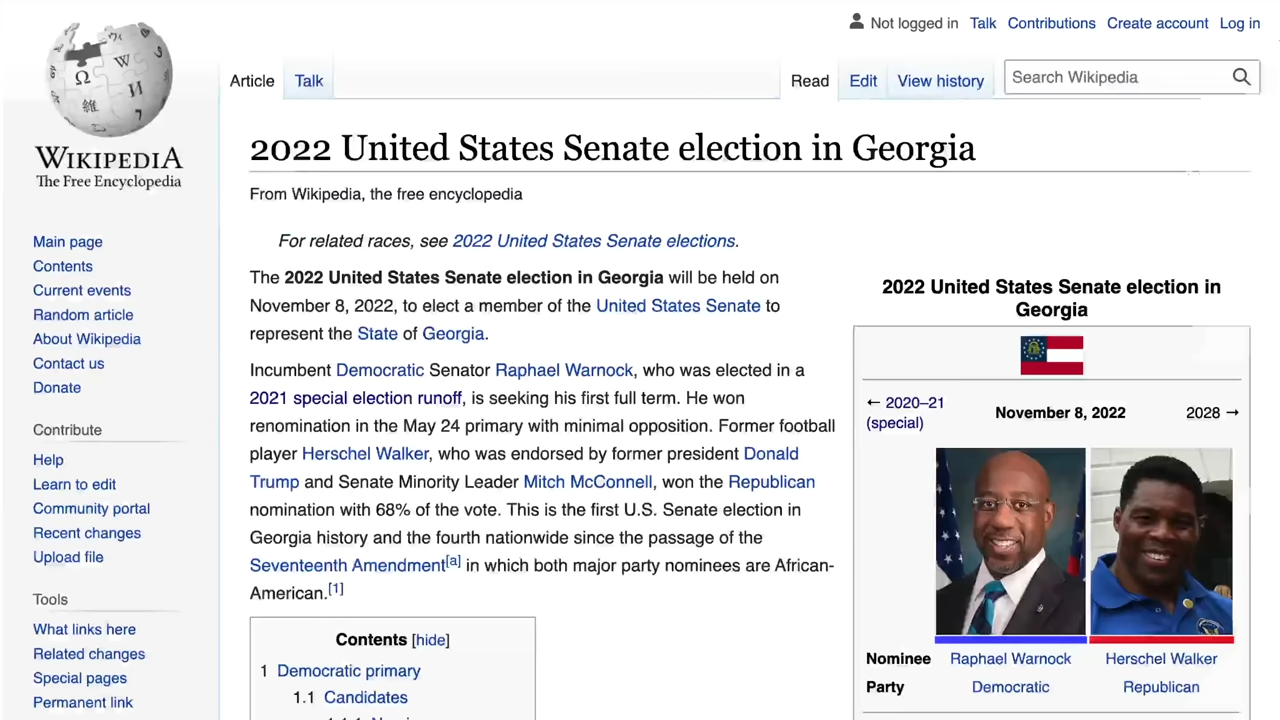 Not logged in Talk Contributions Create account Log in
Article Talk Read Edit View history Search Wikipedia
WIKIPEDIA
The Free Encyclopedia
Main page
Contents
Current events
Random article
About Wikipedia
Contact us
Donate
Contribute
Help
Learn to edit
Community portal
Recent changes
Upload file
Tools
What links here
Related changes
Special pages
Permanent link
2022 United States Senate election in Georgia
From Wikipedia, the free encyclopedia
For related races, see 2022 United States Senate elections.
The 2022 United States Senate election in Georgia will be held on
November 8, 2022, to elect a member of the United States Senate to
represent the State of Georgia.
Incumbent Democratic Senator Raphael Warnock, who was elected in a
2021 special election runoff, is seeking his first full term. He won
renomination in the May 24 primary with minimal opposition. Former football
player Herschel Walker, who was endorsed by former president Donald
Trump and Senate Minority Leader Mitch McConnell, won the Republican
nomination with 68% of the vote. This is the first U.S. Senate election in
Georgia history and the fourth nationwide since the passage of the
Seventeenth Amendment[a] in which both major party nominees are African-
American.[1]
Contents [hide]
1 Democratic primary
1.1 Candidates
2022 United States Senate election in
Georgia
← 2020–21
(special)
November 8, 2022
2028 →
Nominee Raphael Warnock Herschel Walker
Party Democratic Republican